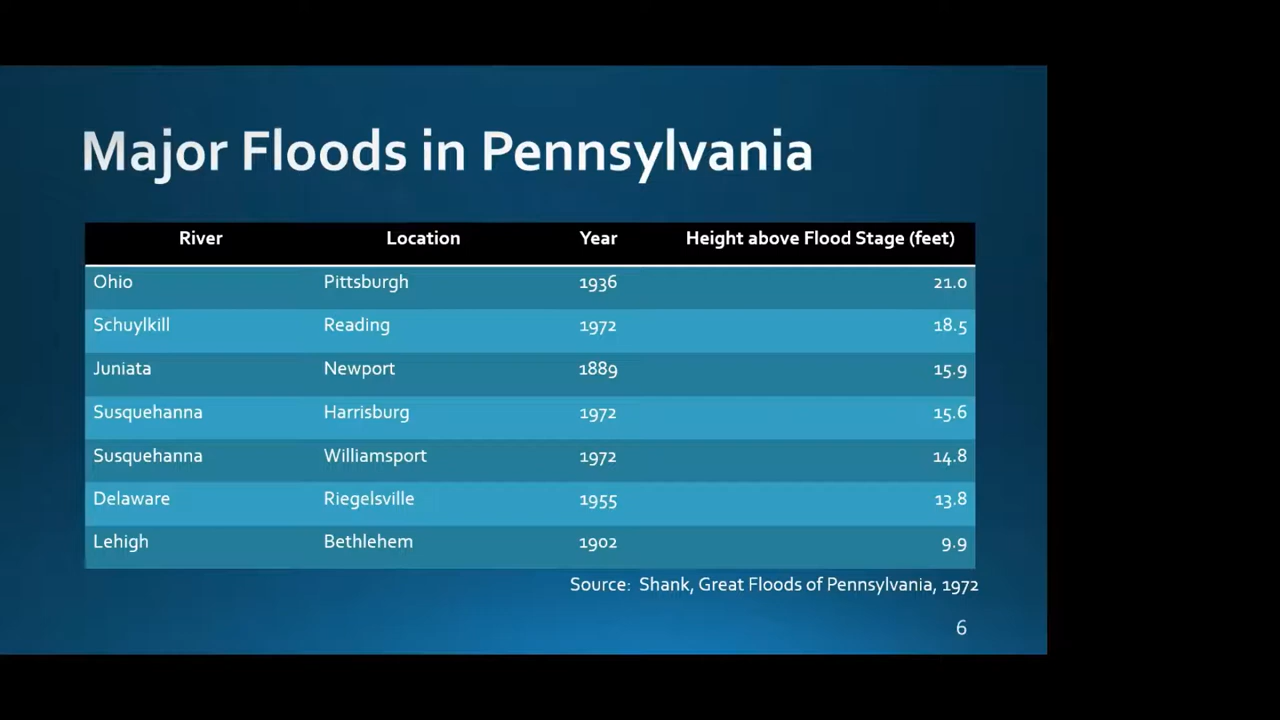 Major Floods in Pennsylvania
River Location Year Height above Flood Stage (feet)
Ohio Pittsburgh 1936 21.0
Schuylkill Reading 1972 18.5
Juniata Newport 1889 15.9
Susquehanna Harrisburg 1972 15.6
Susquehanna Williamsport 1972 14.8
Delaware Riegelsville 1955 13.8
Lehigh Bethlehem 1902 9.9
Source: Shank, Great Floods of Pennsylvania, 1972
6